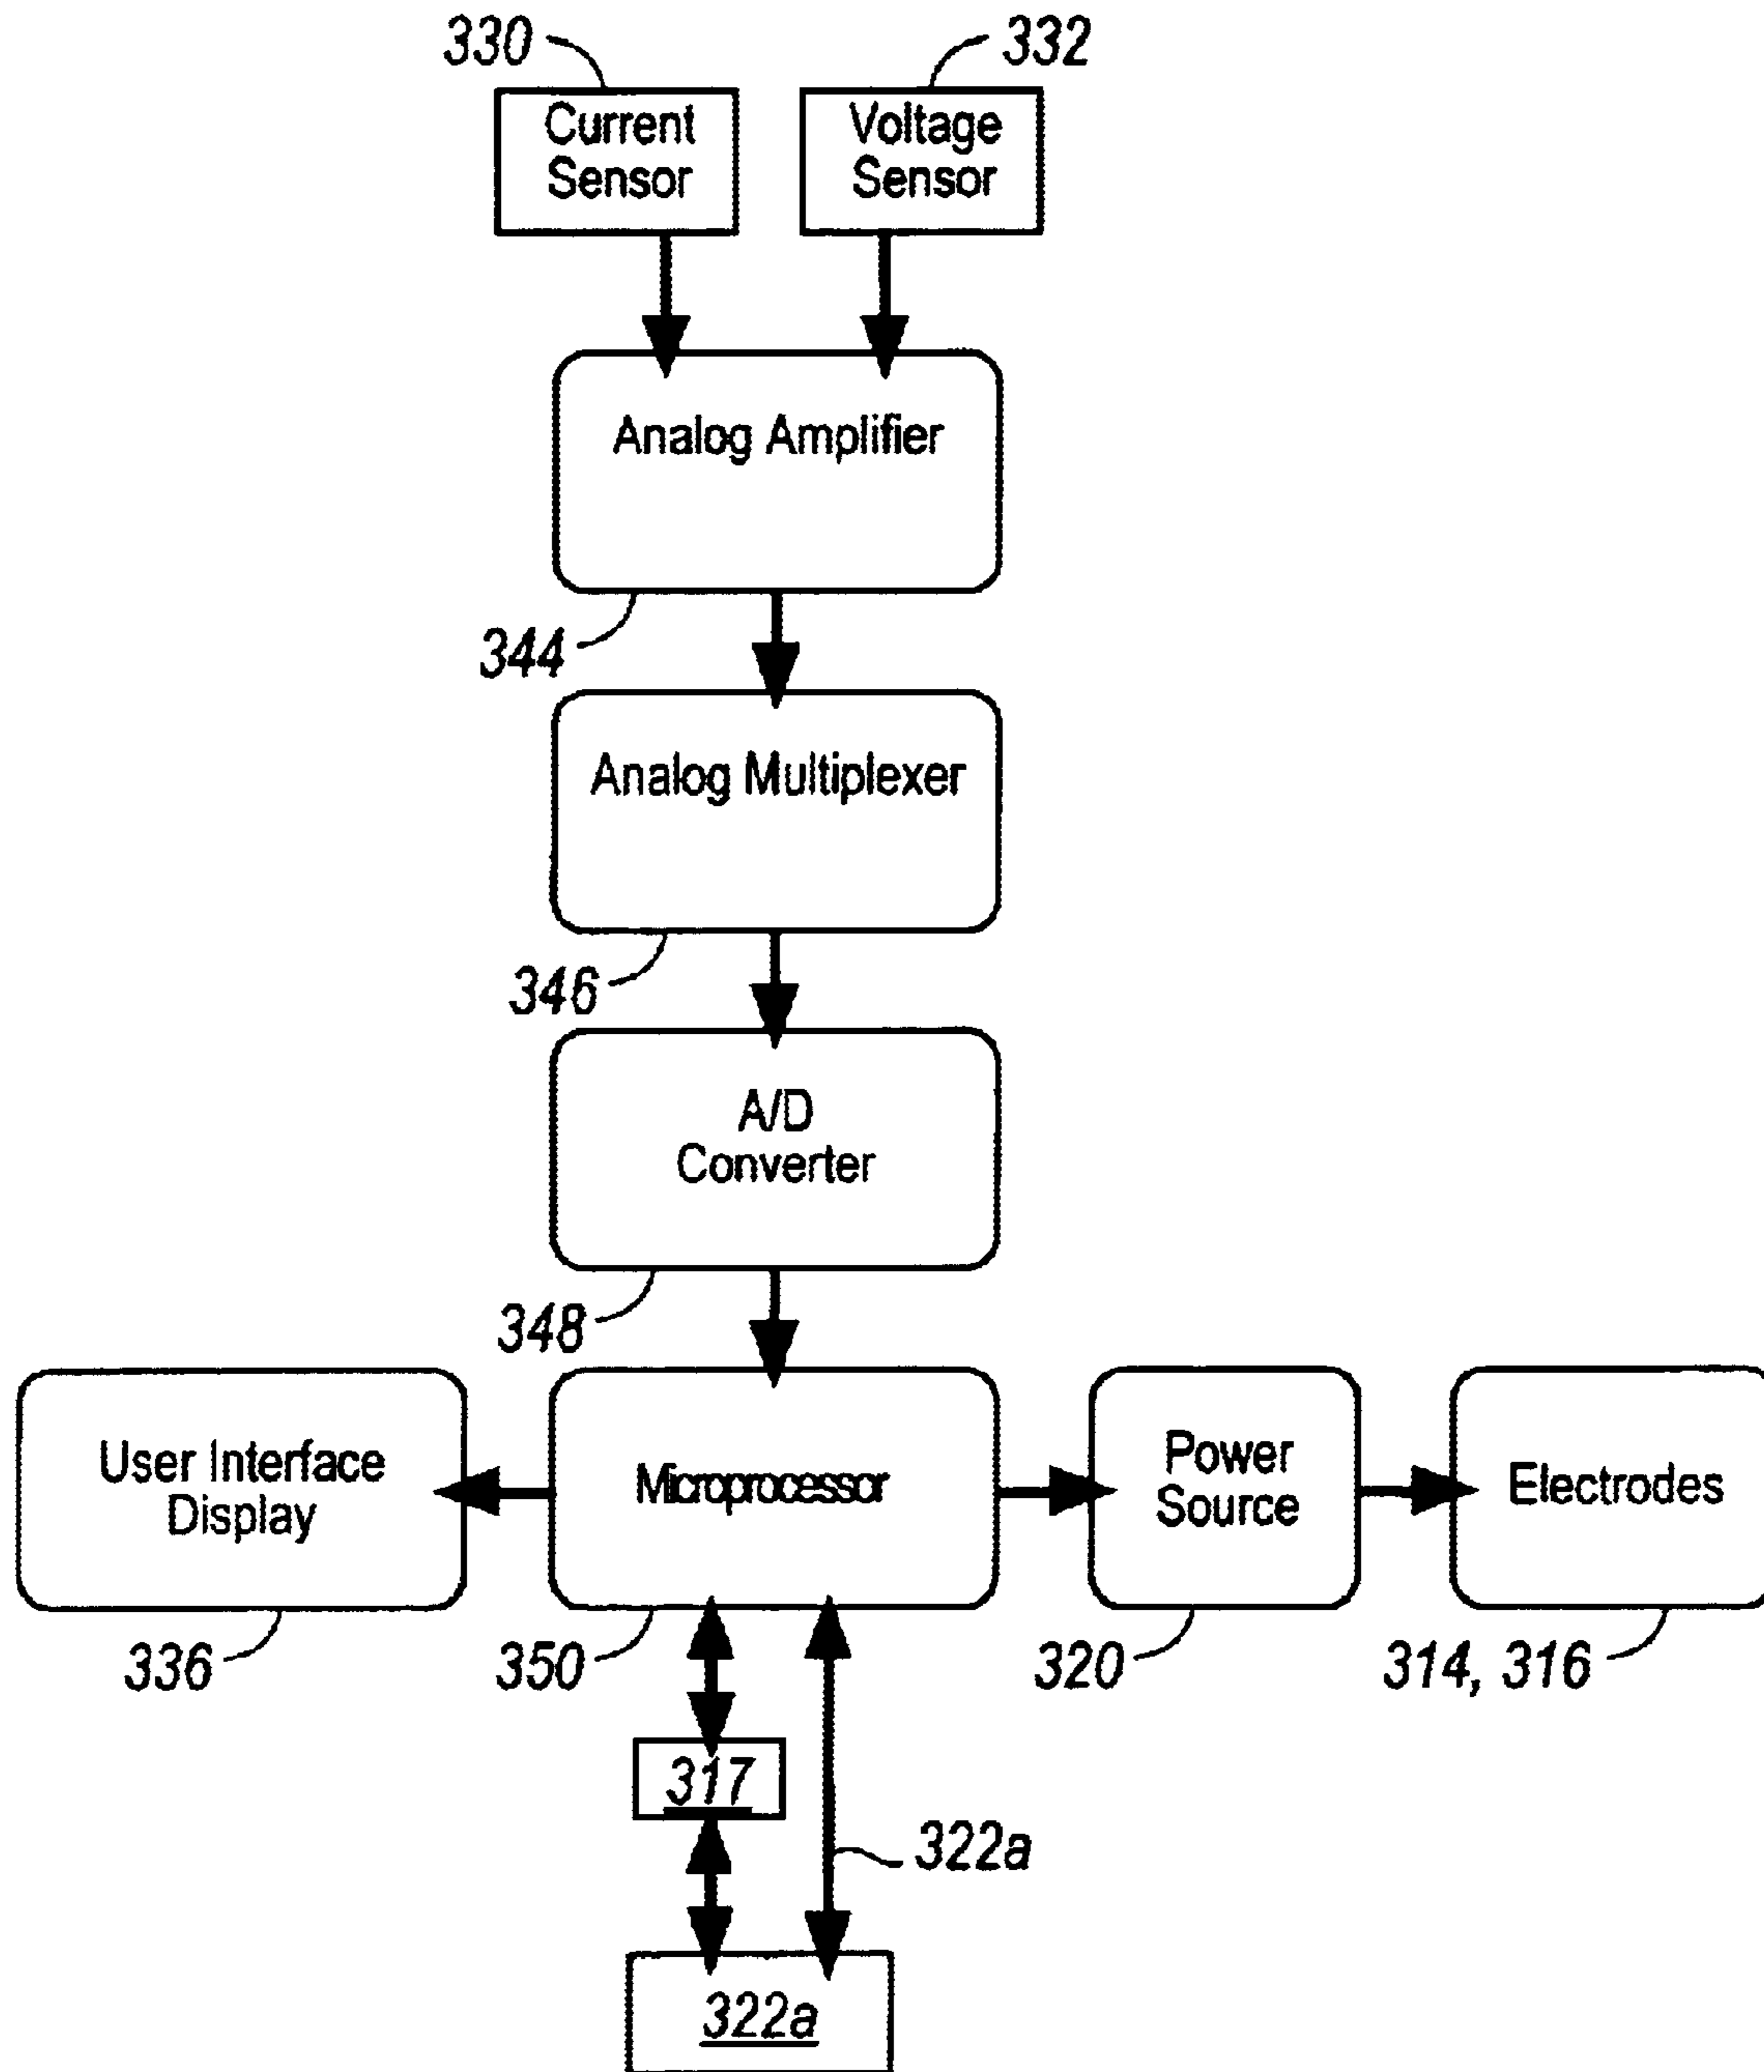 330
332
Current
Sensor
Voltage
Sensor
Analog Amplifier
344
Analog Multiplexer
346
A/D
Converter
348
User Interface
Display
Microprocessor
Power
Source
Electrodes
336
350
320
314, 316
317
322a
322a